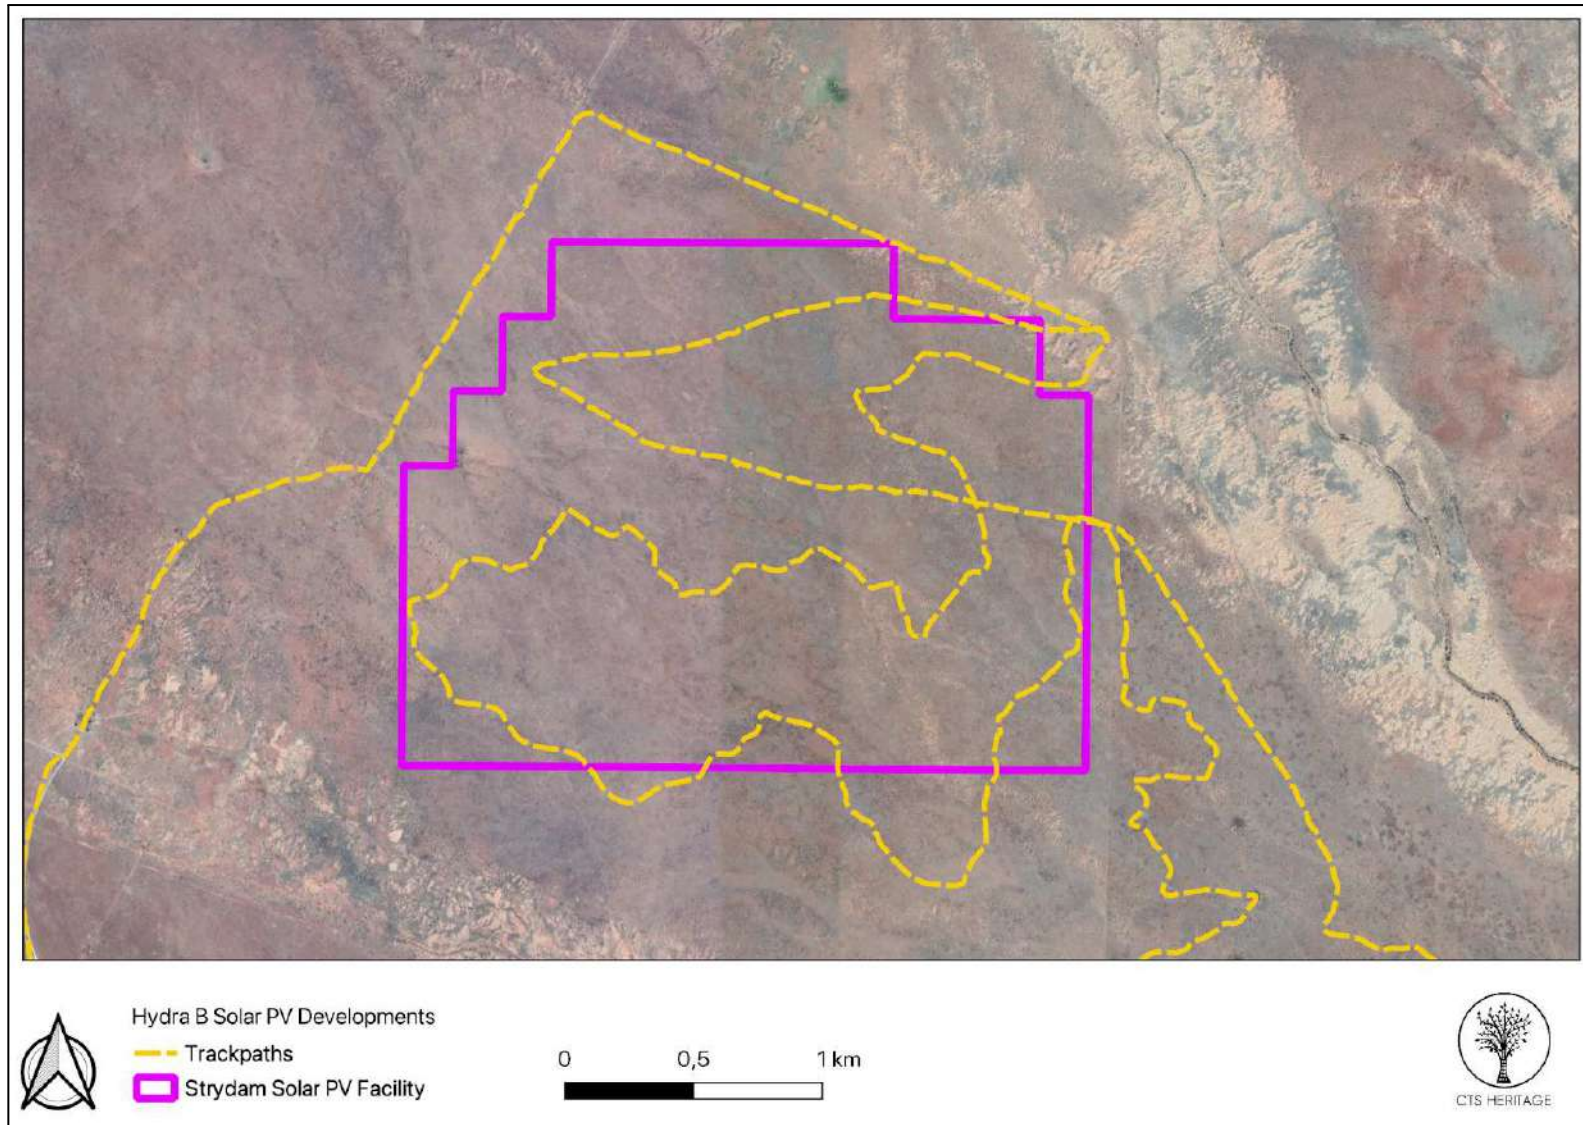 Hydra B Solar PV Developments
Trackpaths
Strydam Solar PV Facility
0 0,5 1 km
CTS HERITAGE